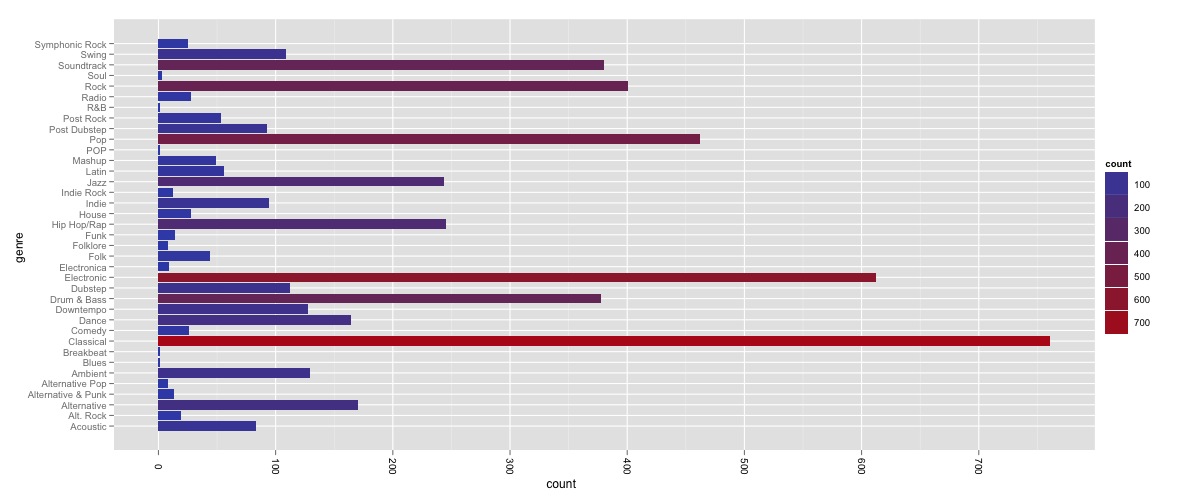 Symphonic Rock
Swing
Soundtrack
Soul
Rock
Radio
R&B
Post Rock
Post Dubstep
Pop
POP
Mashup
Latin
Jazz
Indie Rock
Indie
House
Hip Hop/Rap
Funk
Folklore
Folk
Electronica
Electronic
Dubstep
Drum & Bass
Downtempo
Dance
Comedy
Classical
Breakbeat
Blues
Ambient
Alternative Pop
Alternative & Punk
Alternative
Alt. Rock
Acoustic
genre
0 100 200 300 400 500 600 700
count
count
100
200
300
400
500
600
700